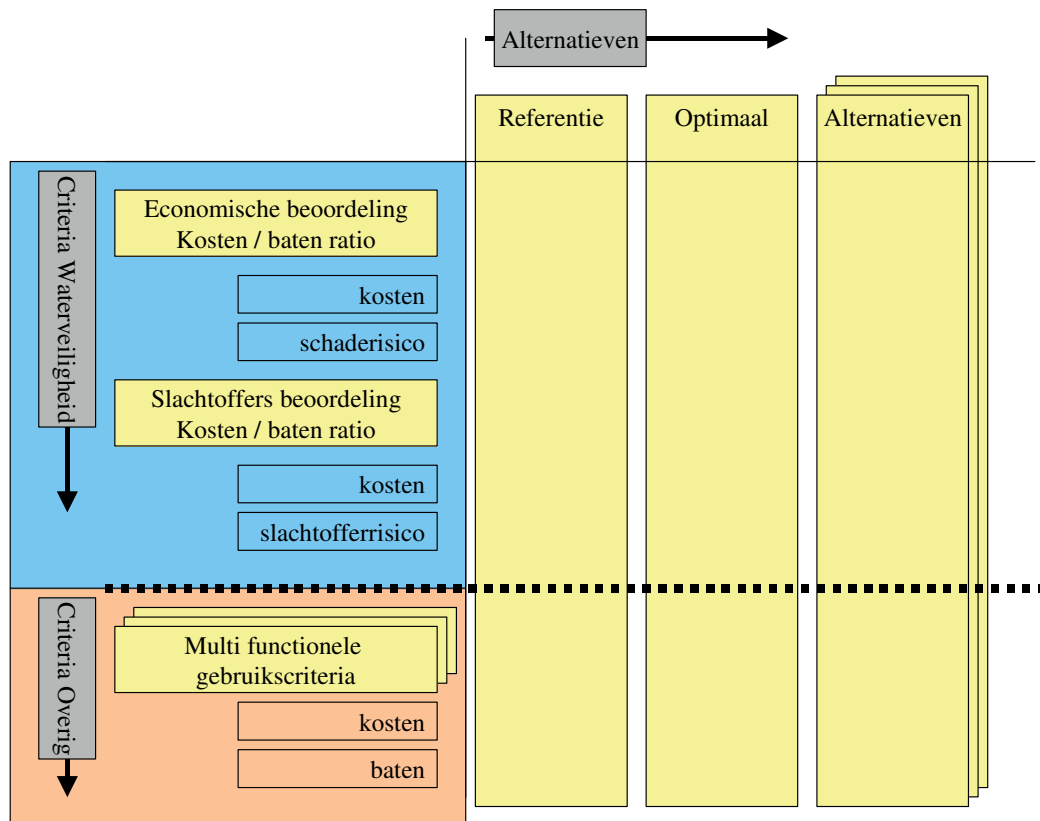 Alternatieven
Referentie
Optimaal
Alternatieven
Criteria Waterveiligheid
Economische beoordeling
Kosten / baten ratio
kosten
schaderisico
Slachtoffers beoordeling
Kosten / baten ratio
kosten
slachtofferrisico
Criteria Overig
Multi functionele
gebruikscriteria
kosten
baten